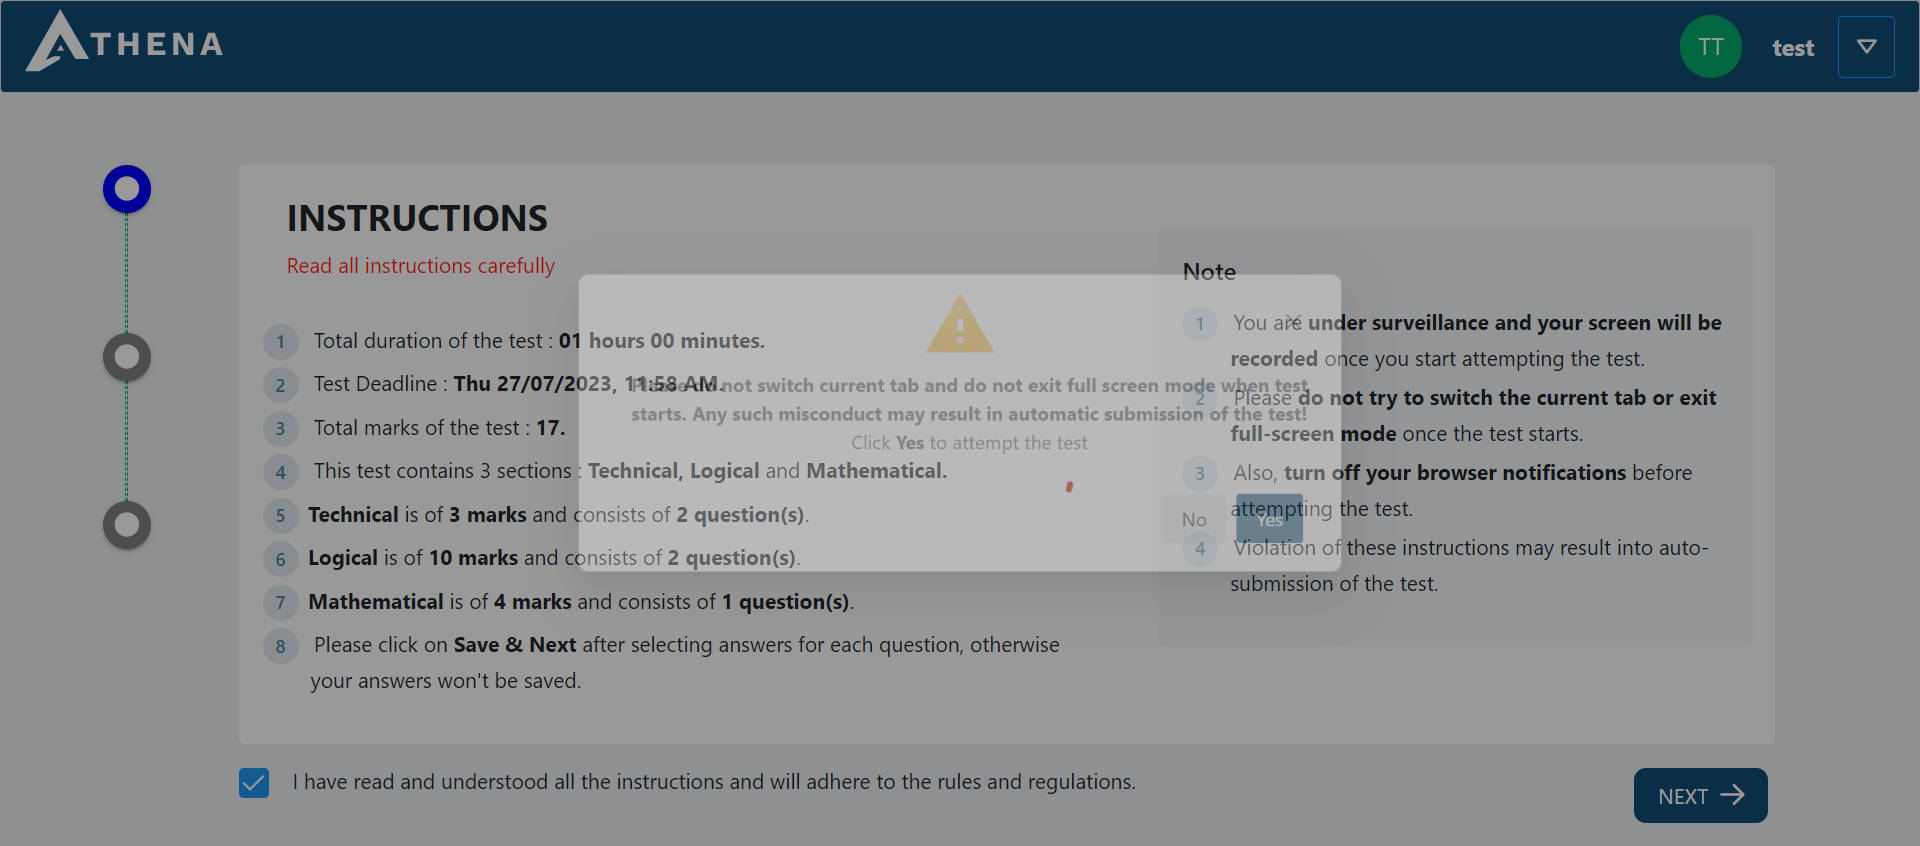 ATHENA
TT
test
INSTRUCTIONS
Read all instructions carefully
1 Total duration of the test : 01 hours 00 minutes.
2 Test Deadline : Thu 27/07/2023, 11:58 AM.
3 Total marks of the test : 17.
4 This test contains 3 sections : Technical, Logical and Mathematical.
5 Technical is of 3 marks and consists of 2 question(s).
6 Logical is of 10 marks and consists of 2 question(s).
7 Mathematical is of 4 marks and consists of 1 question(s).
8 Please click on Save & Next after selecting answers for each question, otherwise
your answers won't be saved.
Note
1 You are under surveillance and your screen will be
recorded once you start attempting the test.
2 Please do not try to switch the current tab or exit
full-screen mode once the test starts.
3 Also, turn off your browser notifications before
attempting the test.
4 Violation of these instructions may result into auto-
submission of the test.
Please do not switch current tab and do not exit full screen mode when test
starts. Any such misconduct may result in automatic submission of the test!
Click Yes to attempt the test
No
Yes
I have read and understood all the instructions and will adhere to the rules and regulations.
NEXT